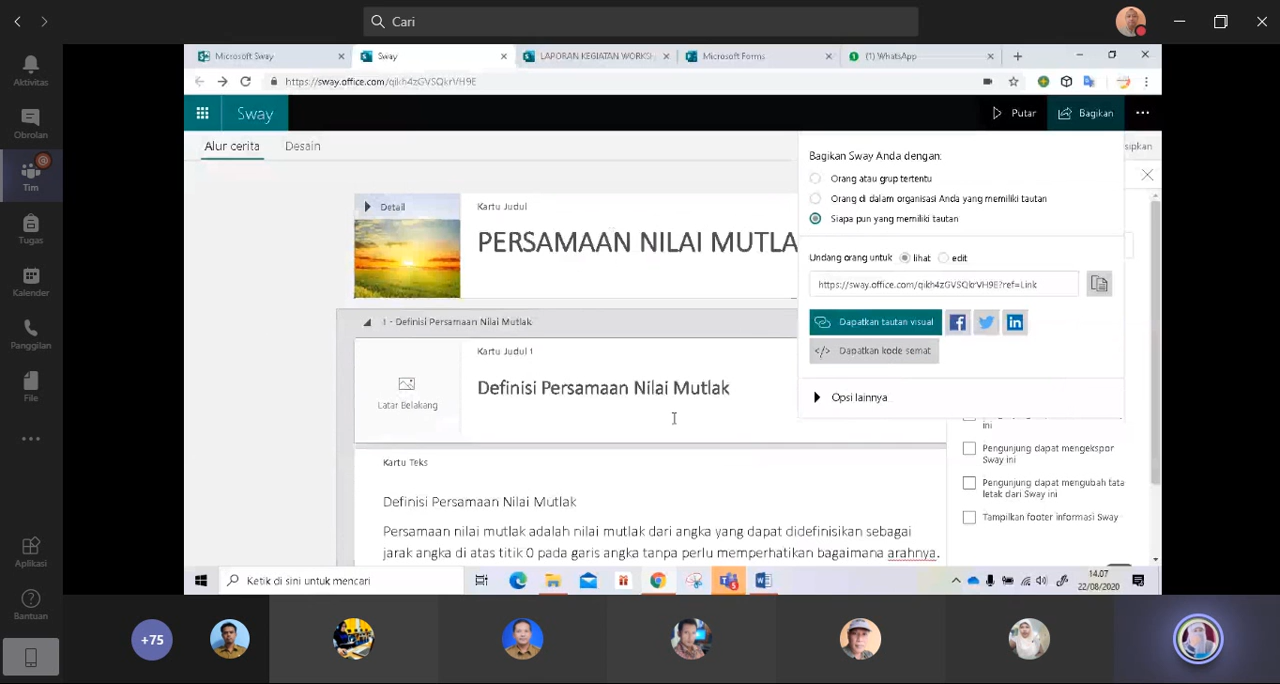 Cari
Aktivitas
Obrolan
Tim
Tugas
Kalender
Panggilan
File
Aplikasi
Bantuan
Microsoft Sway
Sway
LAPORAN KEGIATAN WORKS
Microsoft Forms
(1) WhatsApp
https://sway.office.com/qikh4zGVSQkrVH9E
Sway
Putar
Bagikan
Alur cerita
Desain
sipkan
Bagikan Sway Anda dengan:
Orang atau grup tertentu
Orang di dalam organisasi Anda yang memiliki tautan
Siapa pun yang memiliki tautan
Undang orang untuk lihat edit
https://sway.office.com/qikh4zGVSQkrVH9E?ref=Link
Dapatkan tautan visual
</> Dapatkan kode semat
Opsi lainnya
Detail
Kartu Judul
PERSAMAAN NILAI MUTLA
1 - Definisi Persamaan Nilai Mutlak
Kartu Judul 1
Latar Belakang
Definisi Persamaan Nilai Mutlak
Kartu Teks
Definisi Persamaan Nilai Mutlak
Persamaan nilai mutlak adalah nilai mutlak dari angka yang dapat didefinisikan sebagai
jarak angka di atas titik 0 pada garis angka tanpa perlu memperhatikan bagaimana arahnya.
ini
Pengunjung dapat mengekspor
Sway ini
Pengunjung dapat mengubah tata
letak dari Sway ini
Tampilkan footer informasi Sway
Ketik di sini untuk mencari
14.07
22/08/2020
+75